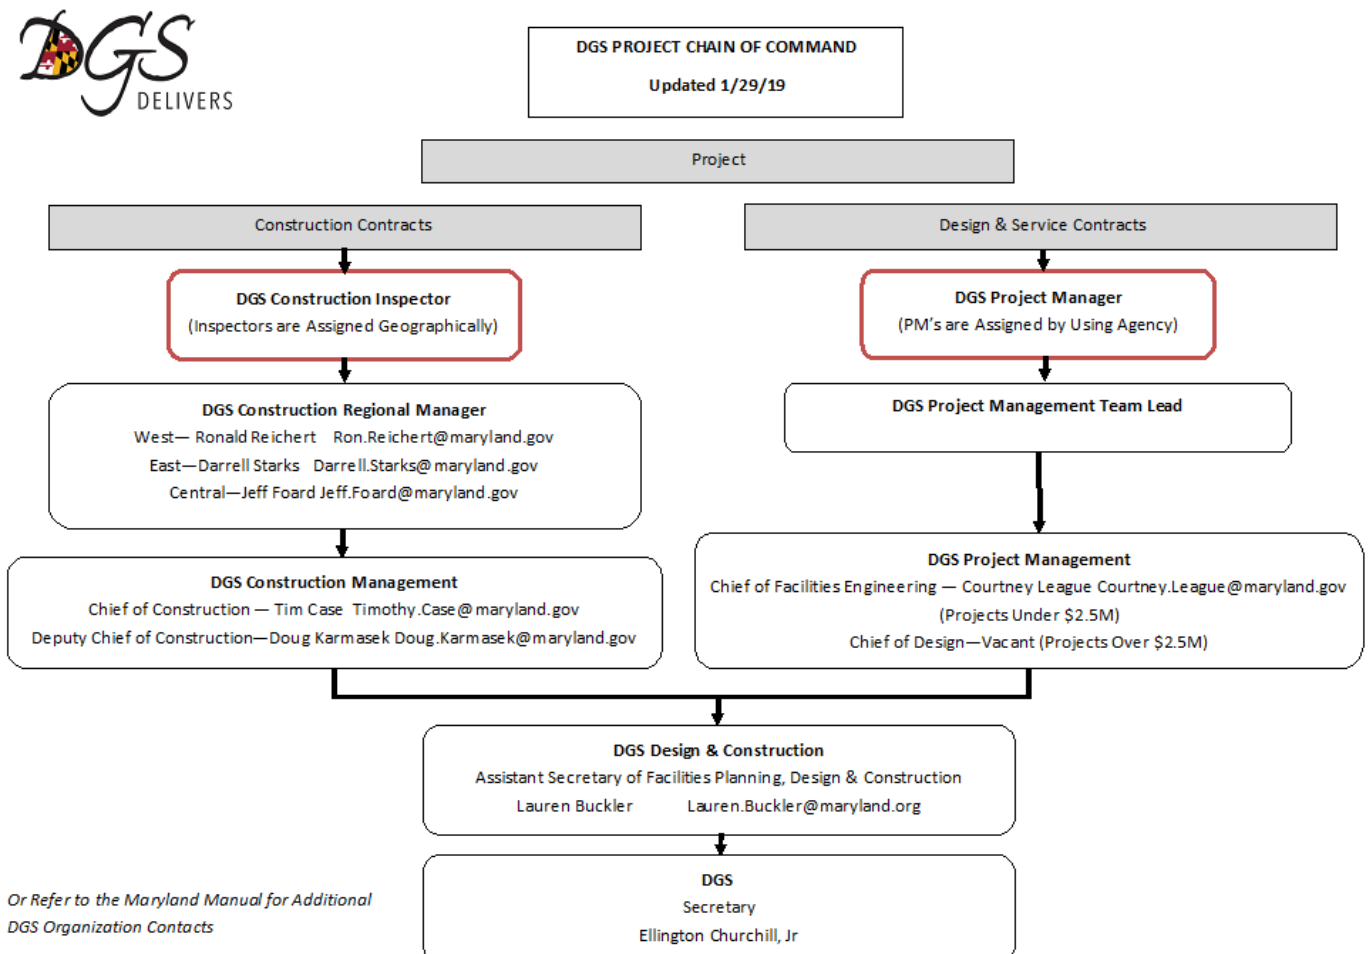 DGS
DELIVERS
DGS PROJECT CHAIN OF COMMAND
Updated 1/29/19
Project
Construction Contracts
DGS Construction Inspector
(Inspectors are Assigned Geographically)
DGS Construction Regional Manager
West— Ronald Reichert Ron.Reichert@maryland.gov
East—Darrell Starks Darrell.Starks@maryland.gov
Central—Jeff Foard Jeff.Foard@maryland.gov
DGS Construction Management
Chief of Construction — Tim Case Timothy.Case@maryland.gov
Deputy Chief of Construction—Doug Karmasek Doug.Karmasek@maryland.gov
Design & Service Contracts
DGS Project Manager
(PM's are Assigned by Using Agency)
DGS Project Management Team Lead
DGS Project Management
Chief of Facilities Engineering — Courtney League Courtney.League@maryland.gov
(Projects Under $2.5M)
Chief of Design—Vacant (Projects Over $2.5M)
DGS Design & Construction
Assistant Secretary of Facilities Planning, Design & Construction
Lauren Buckler Lauren.Buckler@maryland.org
DGS
Secretary
Ellington Churchill, Jr
Or Refer to the Maryland Manual for Additional
DGS Organization Contacts